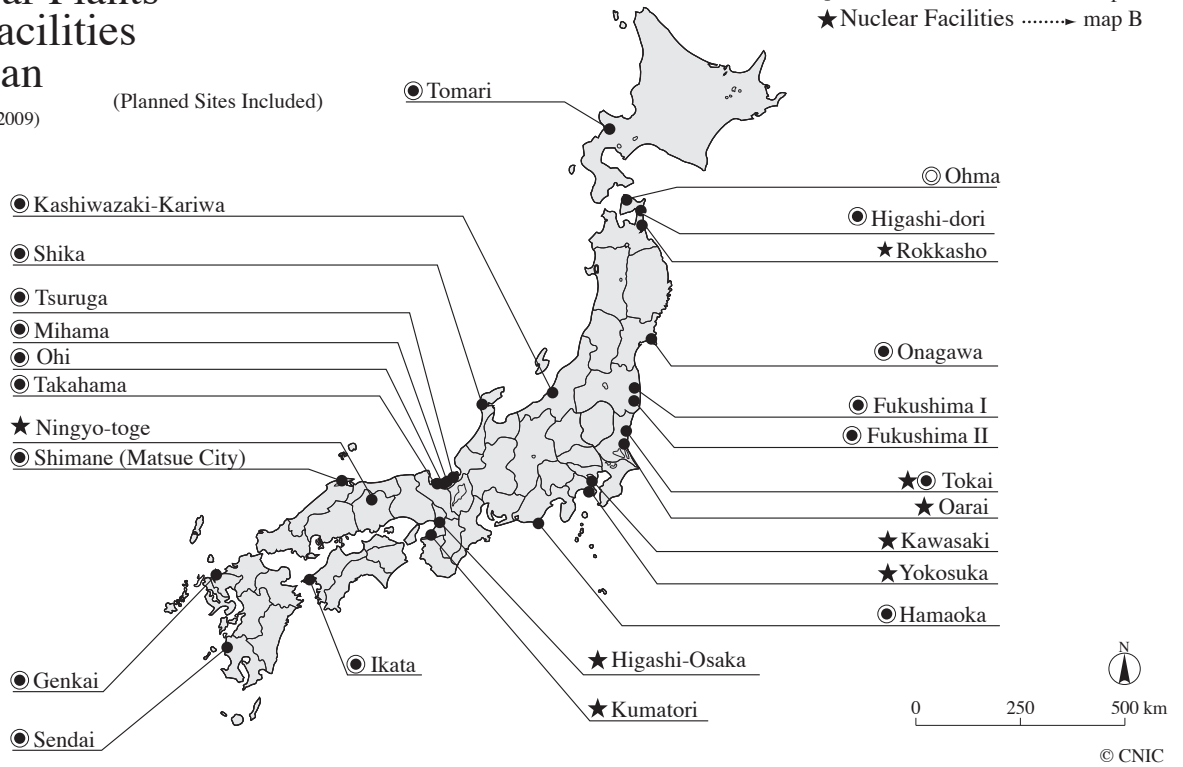 Plants
acilities
an
2009)
(Planned Sites Included)
★Nuclear Facilities ........► map B
◉ Tomari
◎ Ohma
◉ Higashi-dori
★ Rokkasho
◉ Kashiwazaki-Kariwa
◉ Shika
◉ Tsuruga
◉ Mihama
◉ Ohi
◉ Takahama
★ Ningyo-toge
◉ Shimane (Matsue City)
◉ Onagawa
◉ Fukushima I
◉ Fukushima II
★◉ Tokai
★ Oarai
★ Kawasaki
★ Yokosuka
◉ Hamaoka
◉ Genkai
◉ Sendai
◉ Ikata
★ Higashi-Osaka
★ Kumatori
N
0 250 500 km
© CNIC